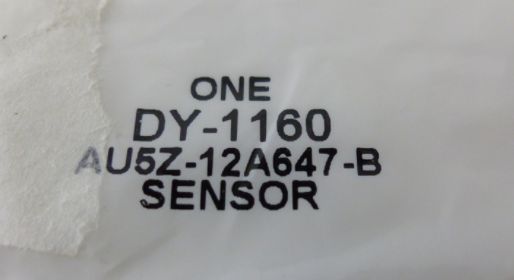 ONE
DY-1160
AU5Z-12A647-B
SENSOR